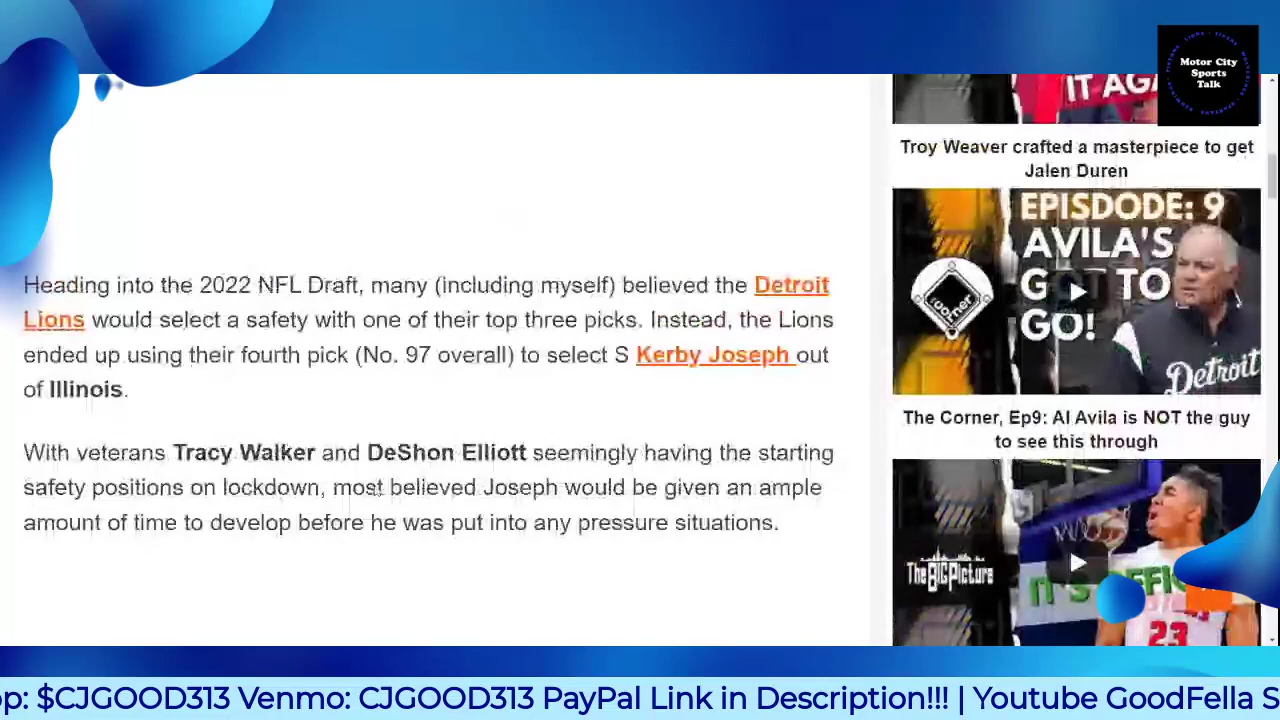 Motor City
Sports
Talk
IT AGA
Troy Weaver crafted a masterpiece to get
Jalen Duren
Heading into the 2022 NFL Draft, many (including myself) believed the Detroit
Lions would select a safety with one of their top three picks. Instead, the Lions
ended up using their fourth pick (No. 97 overall) to select S Kerby Joseph out
of Illinois.
With veterans Tracy Walker and DeShon Elliott seemingly having the starting
safety positions on lockdown, most believed Joseph would be given an ample
amount of time to develop before he was put into any pressure situations.
EPISDODE: 9
AVILA'S
G TO
GO!
corner
Detroit
The Corner, Ep9: Al Avila is NOT the guy
to see this through
The BIG Picture
IT'S OFFIC
23
op: $CJGOOD313 Venmo: CJGOOD313 PayPal Link in Description!!! | Youtube GoodFella S